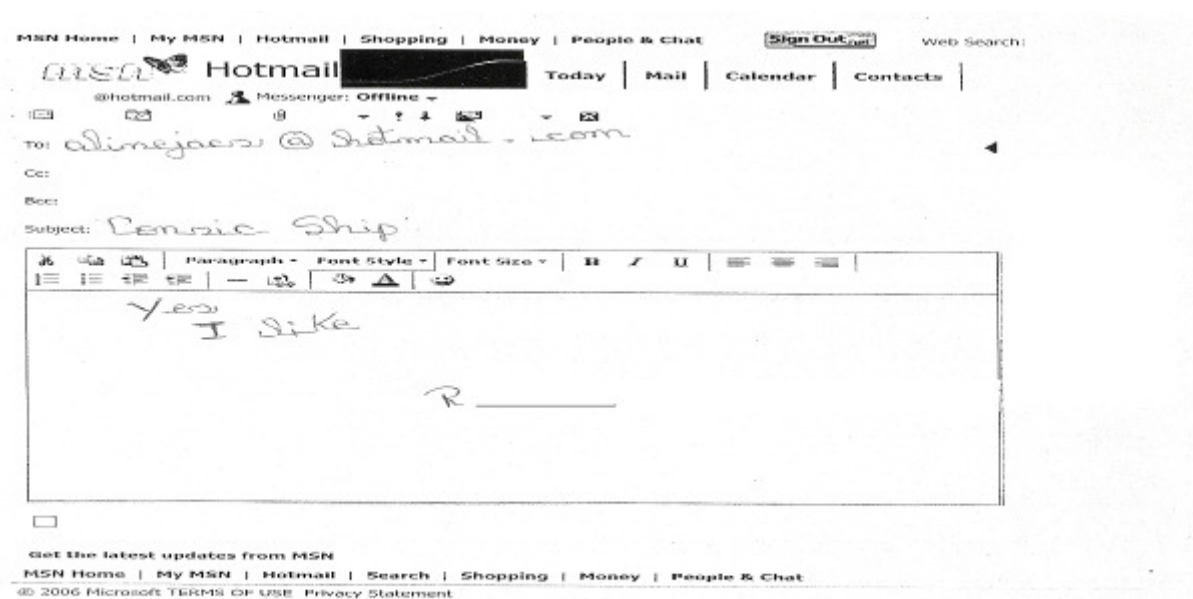 MSN Home | My MSN | Hotmail | Shopping | Money | People & Chat Sign Out.net Web Search:
msn Hotmail Today | Mail | Calendar | Contacts |
@hotmail.com Messenger: Offline
To: alinejacs @ hotmail . com
Cc:
Bcc:
Subject: Ship
Paragraph Font Style Font Size B I U
A
Yes,
I like
R
Get the latest updates from MSN
MSN Home | My MSN | Hotmail | Search | Shopping | Money | People & Chat
© 2006 Microsoft TERMS OF USE Privacy Statement